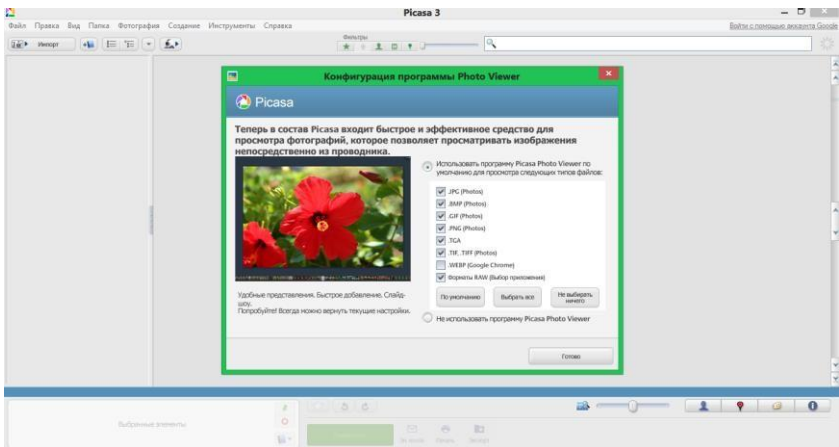 Picasa 3
Файл Правка Вид Папка Фотография Создание Инструменты Справка
Войти с помощью аккаунта Google
Импорт
Фильтры
Конфигурация программы Photo Viewer
Picasa
Теперь в состав Picasa входит быстрое и эффективное средство для
просмотра фотографий, которое позволяет просматривать изображения
непосредственно из проводника.
Использовать программу Picasa Photo Viewer по
умолчанию для просмотра следующих типов файлов:
.JPG (Photos)
.BMP (Photos)
.GIF (Photos)
.PNG (Photos)
.TGA
.TIF, .TIFF (Photos)
.WEBP (Google Chrome)
Форматы RAW (Выбор приложения)
Удобные представления. Быстрое добавление. Слайд-
шоу.
Попробуйте! Всегда можно вернуть текущие настройки.
По умолчанию
Выбрать все
Не выбирать
ничего
Не использовать программу Picasa Photo Viewer
Готово
Выбранные элементы